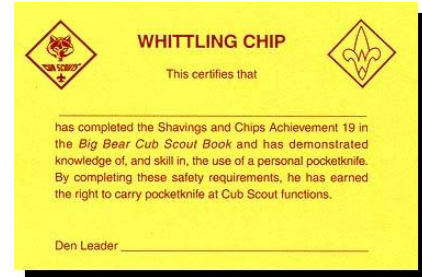 WHITTLING CHIP
CUB SCOUTS
This certifies that
has completed the Shavings and Chips Achievement 19 in
the Big Bear Cub Scout Book and has demonstrated
knowledge of, and skill in, the use of a personal pocketknife.
By completing these safety requirements, he has earned
the right to carry pocketknife at Cub Scout functions.
Den Leader